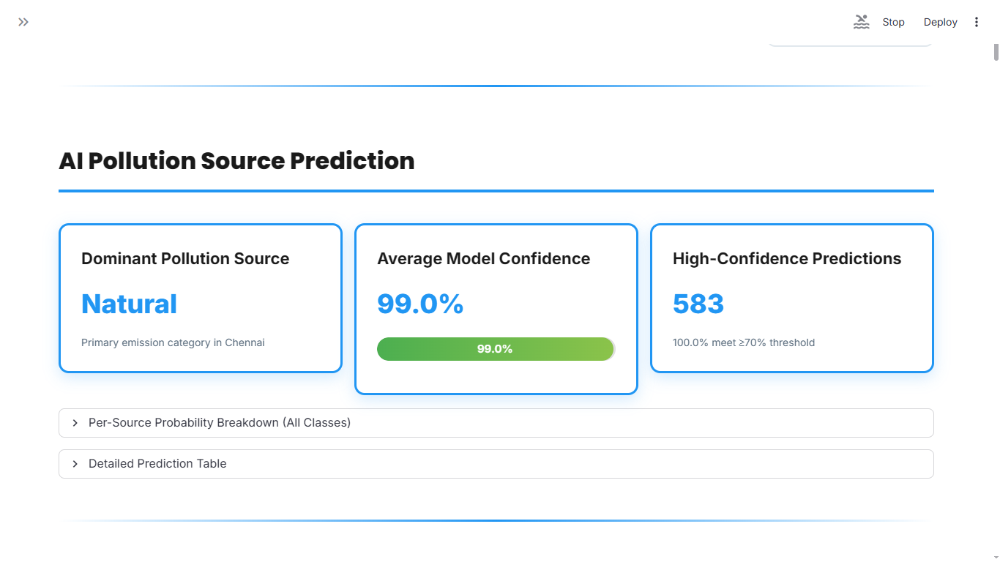 Stop Deploy
AI Pollution Source Prediction
Dominant Pollution Source
Natural
Primary emission category in Chennai
Average Model Confidence
99.0%
99.0%
High-Confidence Predictions
583
100.0% meet ≥70% threshold
Per-Source Probability Breakdown (All Classes)
Detailed Prediction Table